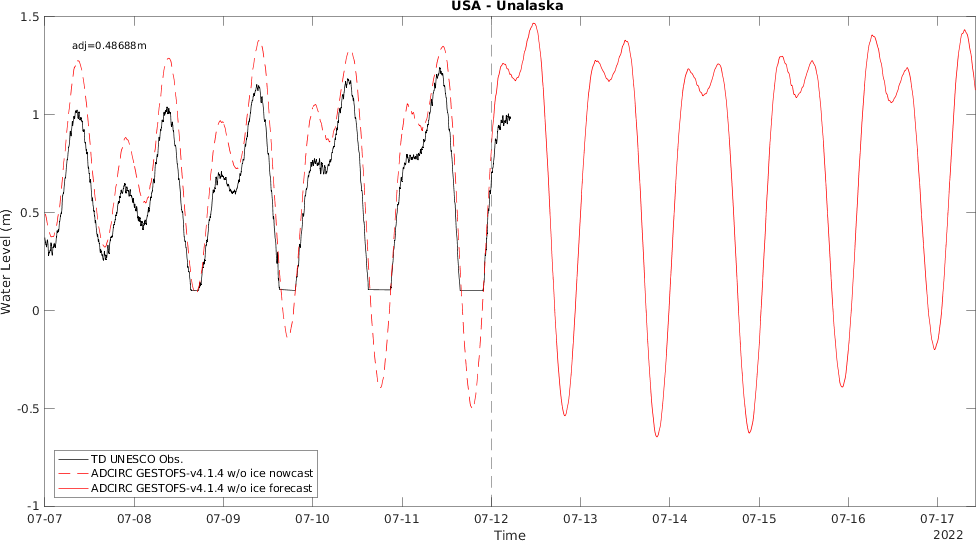 USA - Unalaska
1.5
adj=0.48688m
1
0.5
Water Level (m)
0
-0.5
TD UNESCO Obs.
ADCIRC GESTOFS-v4.1.4 w/o ice nowcast
ADCIRC GESTOFS-v4.1.4 w/o ice forecast
-1
07-07 07-08 07-09 07-10 07-11 07-12 07-13 07-14 07-15 07-16 07-17
Time
2022